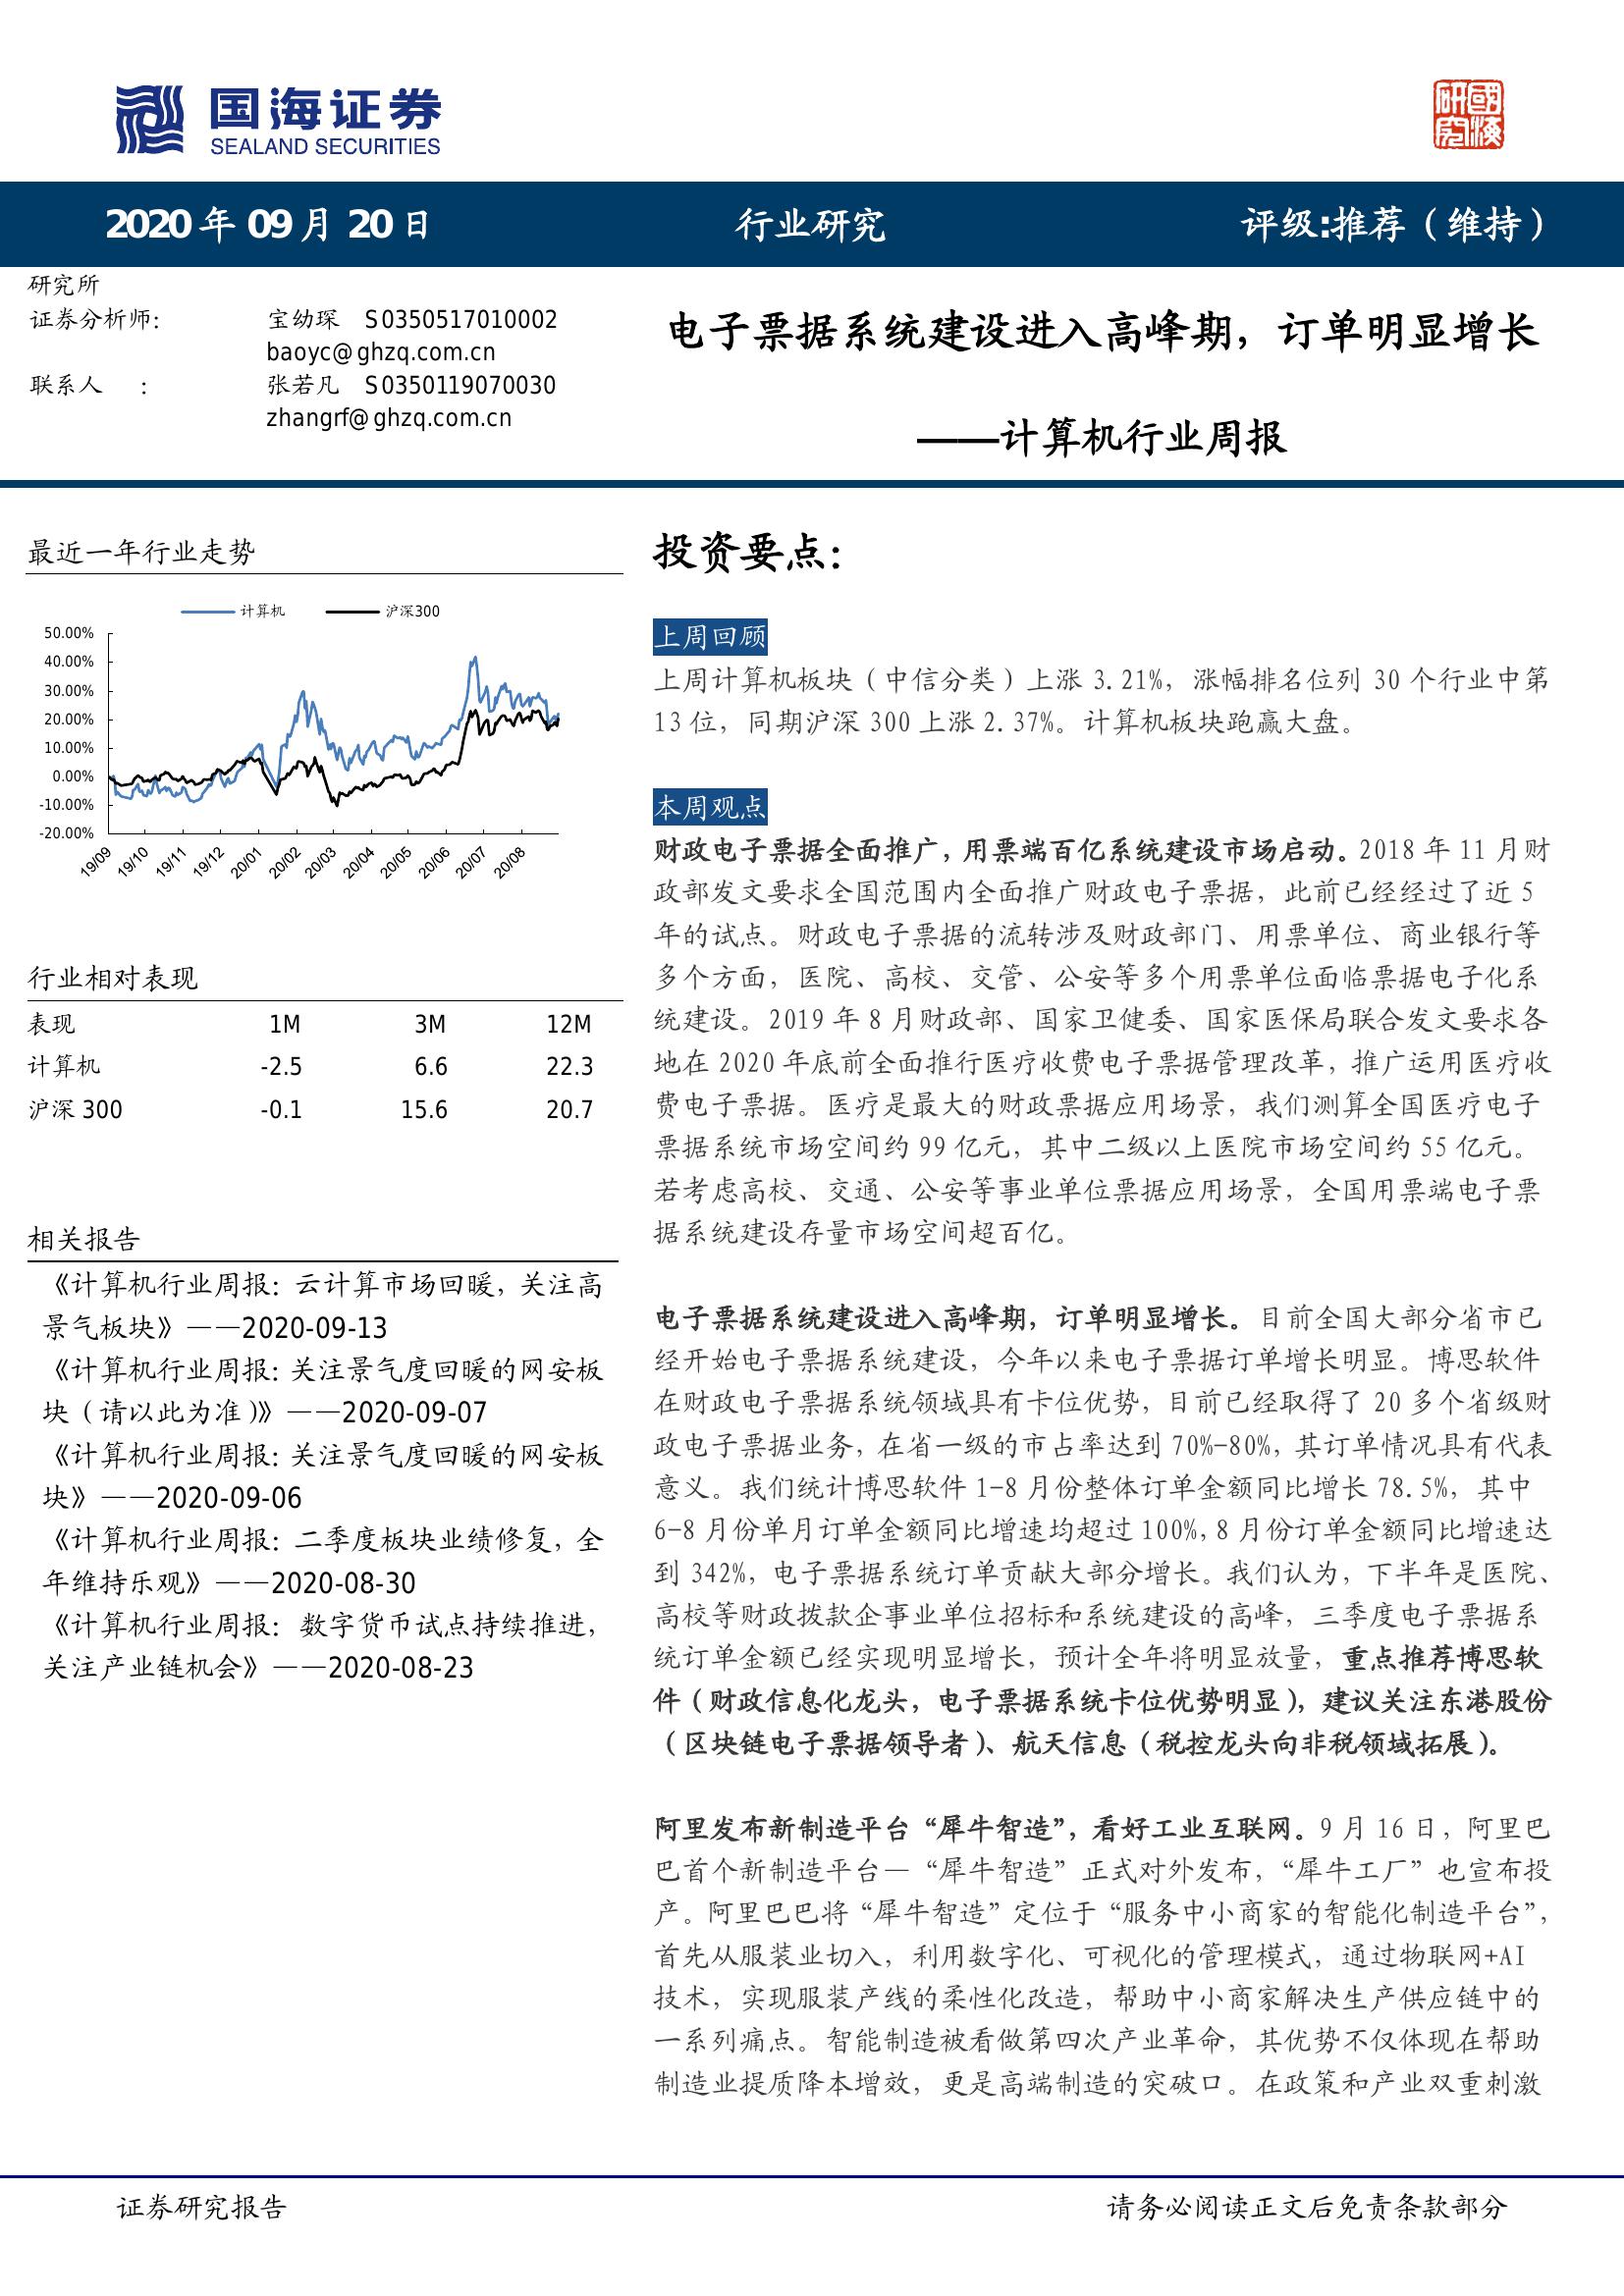 国海证券
SEALAND SECURITIES
研究
國海
2020 年 09 月 20 日
行业研究
评级:推荐（维持）
研究所
证券分析师: 宝幼琛 S0350517010002
baoyc@ghzq.com.cn
联系人 : 张若凡 S0350119070030
zhangrf@ghzq.com.cn
电子票据系统建设进入高峰期，订单明显增长
——计算机行业周报
最近一年行业走势
计算机 沪深300
50.00%
40.00%
30.00%
20.00%
10.00%
0.00%
-10.00%
-20.00%
19/09 19/10 19/11 19/12 20/01 20/02 20/03 20/04 20/05 20/06 20/07 20/08
行业相对表现
表现 1M 3M 12M
计算机 -2.5 6.6 22.3
沪深 300 -0.1 15.6 20.7
相关报告
《计算机行业周报：云计算市场回暖，关注高
景气板块》——2020-09-13
《计算机行业周报：关注景气度回暖的网安板
块（请以此为准）》——2020-09-07
《计算机行业周报：关注景气度回暖的网安板
块》——2020-09-06
《计算机行业周报：二季度板块业绩修复，全
年维持乐观》——2020-08-30
《计算机行业周报：数字货币试点持续推进，
关注产业链机会》——2020-08-23
投资要点：
上周回顾
上周计算机板块（中信分类）上涨 3.21%，涨幅排名位列 30 个行业中第
13 位，同期沪深 300 上涨 2.37%。计算机板块跑赢大盘。
本周观点
财政电子票据全面推广，用票端百亿系统建设市场启动。2018 年 11 月财
政部发文要求全国范围内全面推广财政电子票据，此前已经经过了近 5
年的试点。财政电子票据的流转涉及财政部门、用票单位、商业银行等
多个方面，医院、高校、交管、公安等多个用票单位面临票据电子化系
统建设。2019 年 8 月财政部、国家卫健委、国家医保局联合发文要求各
地在 2020 年底前全面推行医疗收费电子票据管理改革，推广运用医疗收
费电子票据。医疗是最大的财政票据应用场景，我们测算全国医疗电子
票据系统市场空间约 99 亿元，其中二级以上医院市场空间约 55 亿元。
若考虑高校、交通、公安等事业单位票据应用场景，全国用票端电子票
据系统建设存量市场空间超百亿。
电子票据系统建设进入高峰期，订单明显增长。目前全国大部分省市已
经开始电子票据系统建设，今年以来电子票据订单增长明显。博思软件
在财政电子票据系统领域具有卡位优势，目前已经取得了 20 多个省级财
政电子票据业务，在省一级的市占率达到 70%-80%，其订单情况具有代表
意义。我们统计博思软件 1-8 月份整体订单金额同比增长 78.5%，其中
6-8 月份单月订单金额同比增速均超过 100%，8 月份订单金额同比增速达
到 342%，电子票据系统订单贡献大部分增长。我们认为，下半年是医院、
高校等财政拨款企事业单位招标和系统建设的高峰，三季度电子票据系
统订单金额已经实现明显增长，预计全年将明显放量，重点推荐博思软
件（财政信息化龙头，电子票据系统卡位优势明显），建议关注东港股份
（区块链电子票据领导者）、航天信息（税控龙头向非税领域拓展）。
阿里发布新制造平台“犀牛智造”，看好工业互联网。9 月 16 日，阿里巴
巴首个新制造平台—“犀牛智造”正式对外发布，“犀牛工厂”也宣布投
产。阿里巴巴将“犀牛智造”定位于“服务中小商家的智能化制造平台”，
首先从服装业切入，利用数字化、可视化的管理模式，通过物联网+AI
技术，实现服装产线的柔性化改造，帮助中小商家解决生产供应链中的
一系列痛点。智能制造被看做第四次产业革命，其优势不仅体现在帮助
制造业提质降本增效，更是高端制造的突破口。在政策和产业双重刺激
证券研究报告
请务必阅读正文后免责条款部分